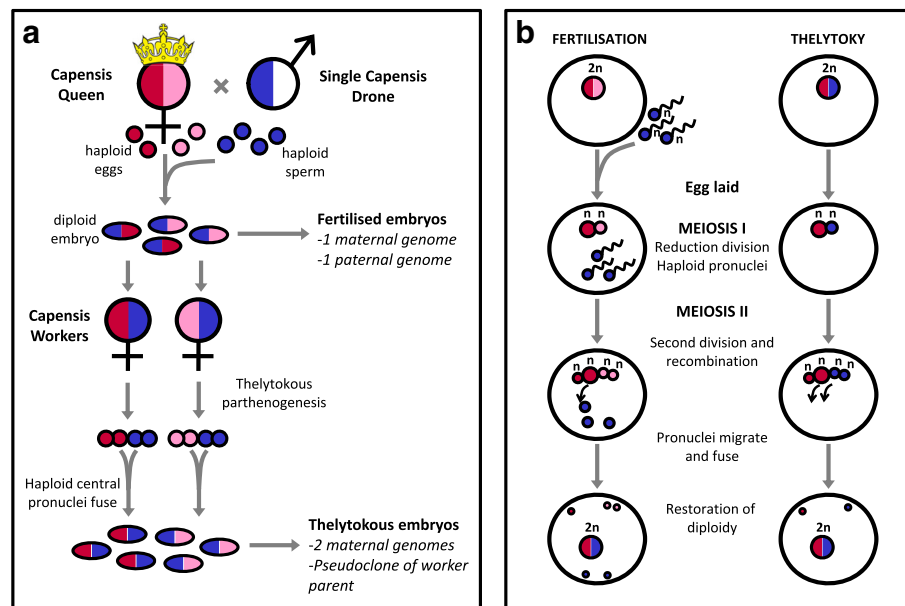 a
Capensis
Queen
Single Capensis
Drone
haploid
eggs
haploid
sperm
diploid
embryo
Fertilised embryos
-1 maternal genome
-1 paternal genome
Capensis
Workers
Thelytokous
parthenogenesis
Haploid central
pronuclei fuse
Thelytokous embryos
-2 maternal genomes
-Pseudoclone of worker
parent
b
FERTILISATION
THELYTOKY
2n
2n
n
n
n
Egg laid
n n
n n
MEIOSIS I
Reduction division
Haploid pronuclei
MEIOSIS II
Second division and
recombination
n n n n
n n n n
Pronuclei migrate
and fuse
Restoration of
diploidy
2n
2n